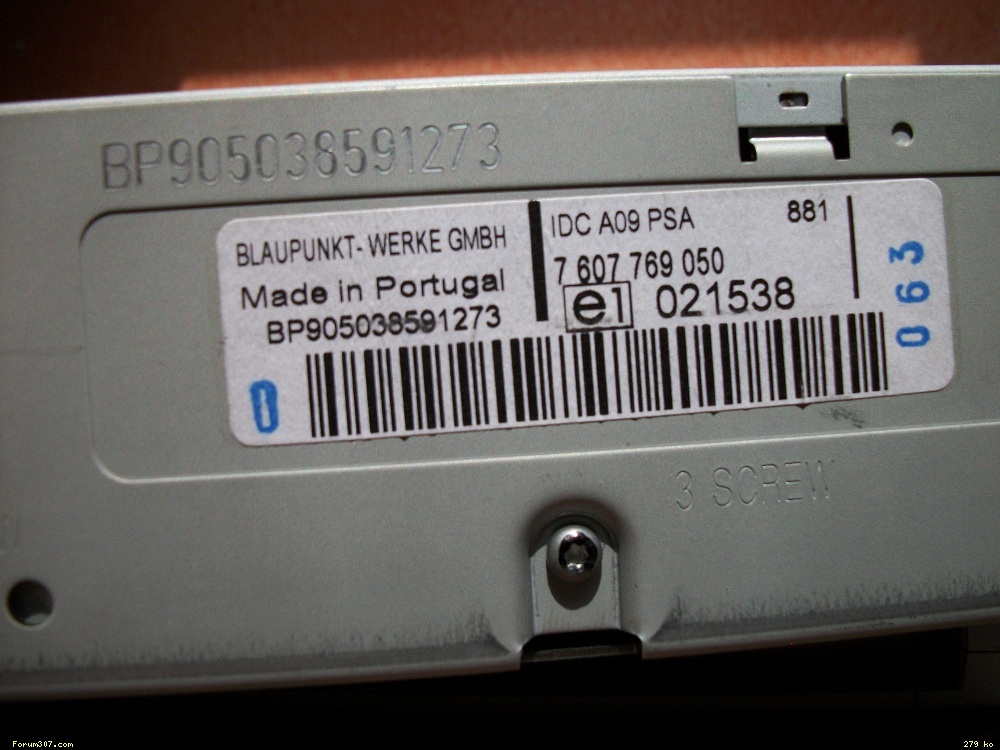 BP905038591273
BLAUPUNKT-WERKE GMBH
Made in Portugal
BP905038591273
IDC A09 PSA
881
7 607 769 050
e1 021538
0
063
3 SCREW
Forum307.com
279 ko